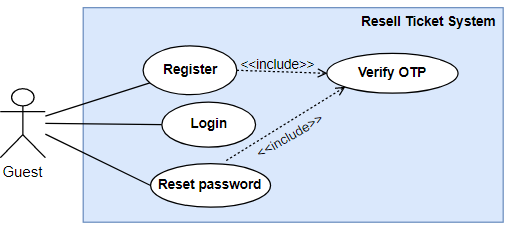 Resell Ticket System
Register
<<include>>
Verify OTP
Login
<<include>>
Guest
Reset password